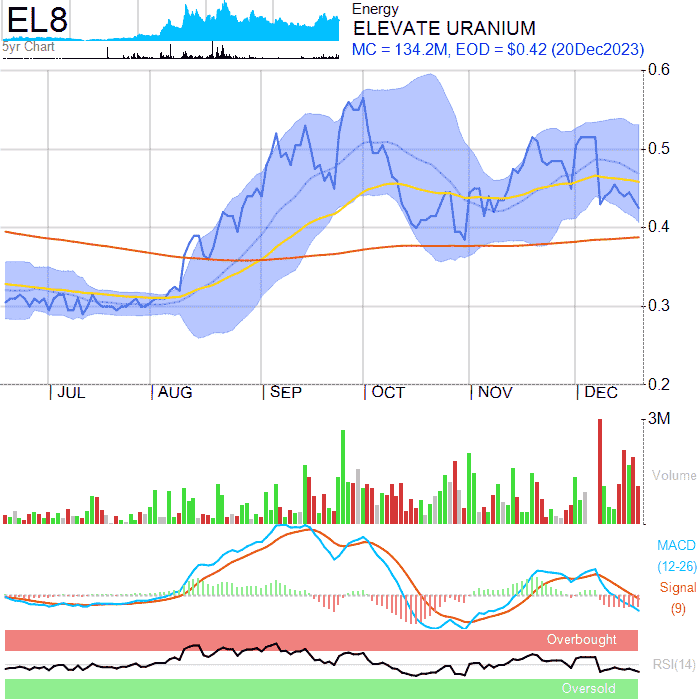 EL8
Energy
ELEVATE URANIUM
5yr Chart
MC = 134.2M, EOD = $0.42 (20Dec2023)
0.6
0.5
0.4
0.3
0.2
JUL AUG SEP OCT NOV DEC
3M
Volume
MACD
(12-26)
Signal
(9)
Overbought
RSI(14)
Oversold